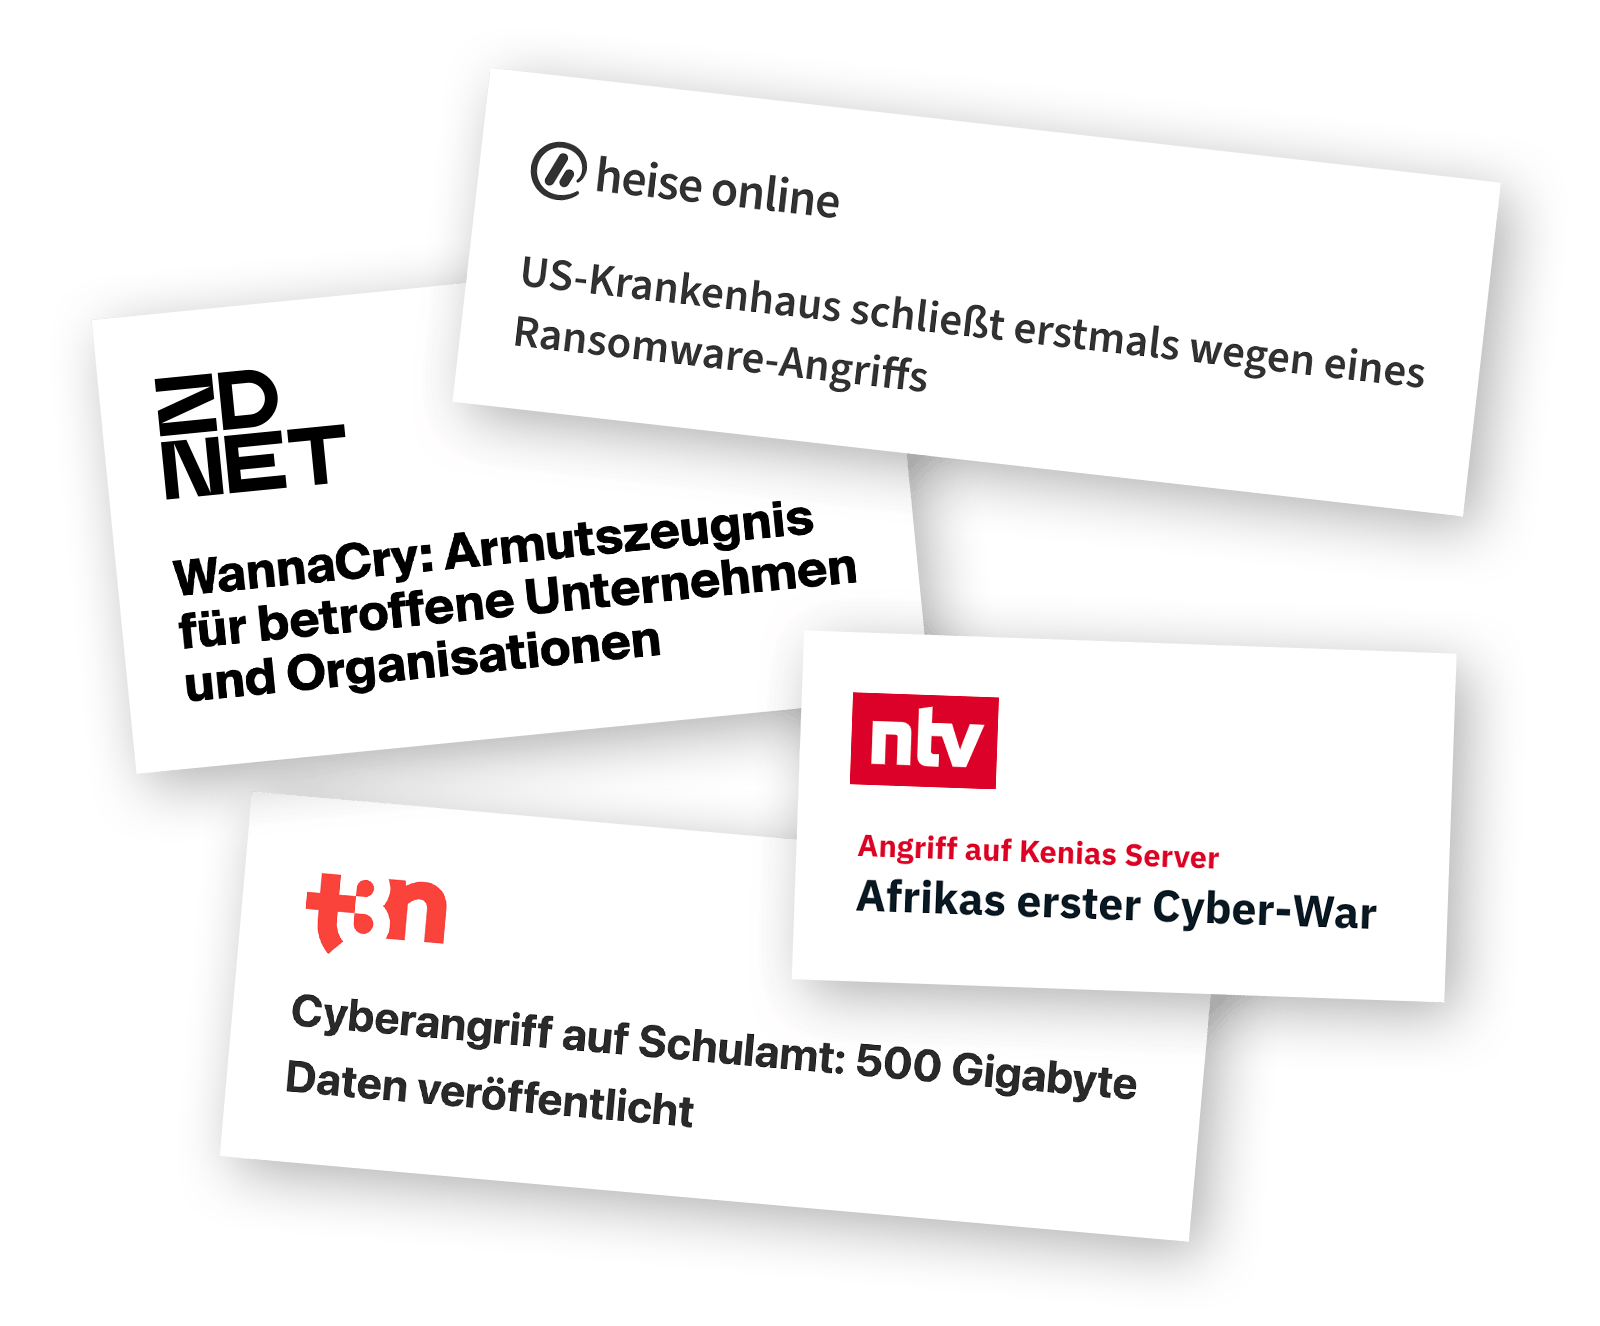 heise online
US-Krankenhaus schließt erstmals wegen eines
Ransomware-Angriffs
ZD
NET
WannaCry: Armutszeugnis
für betroffene Unternehmen
und Organisationen
ntv
Angriff auf Kenias Server
Afrikas erster Cyber-War
t3n
Cyberangriff auf Schulamt: 500 Gigabyte
Daten veröffentlicht